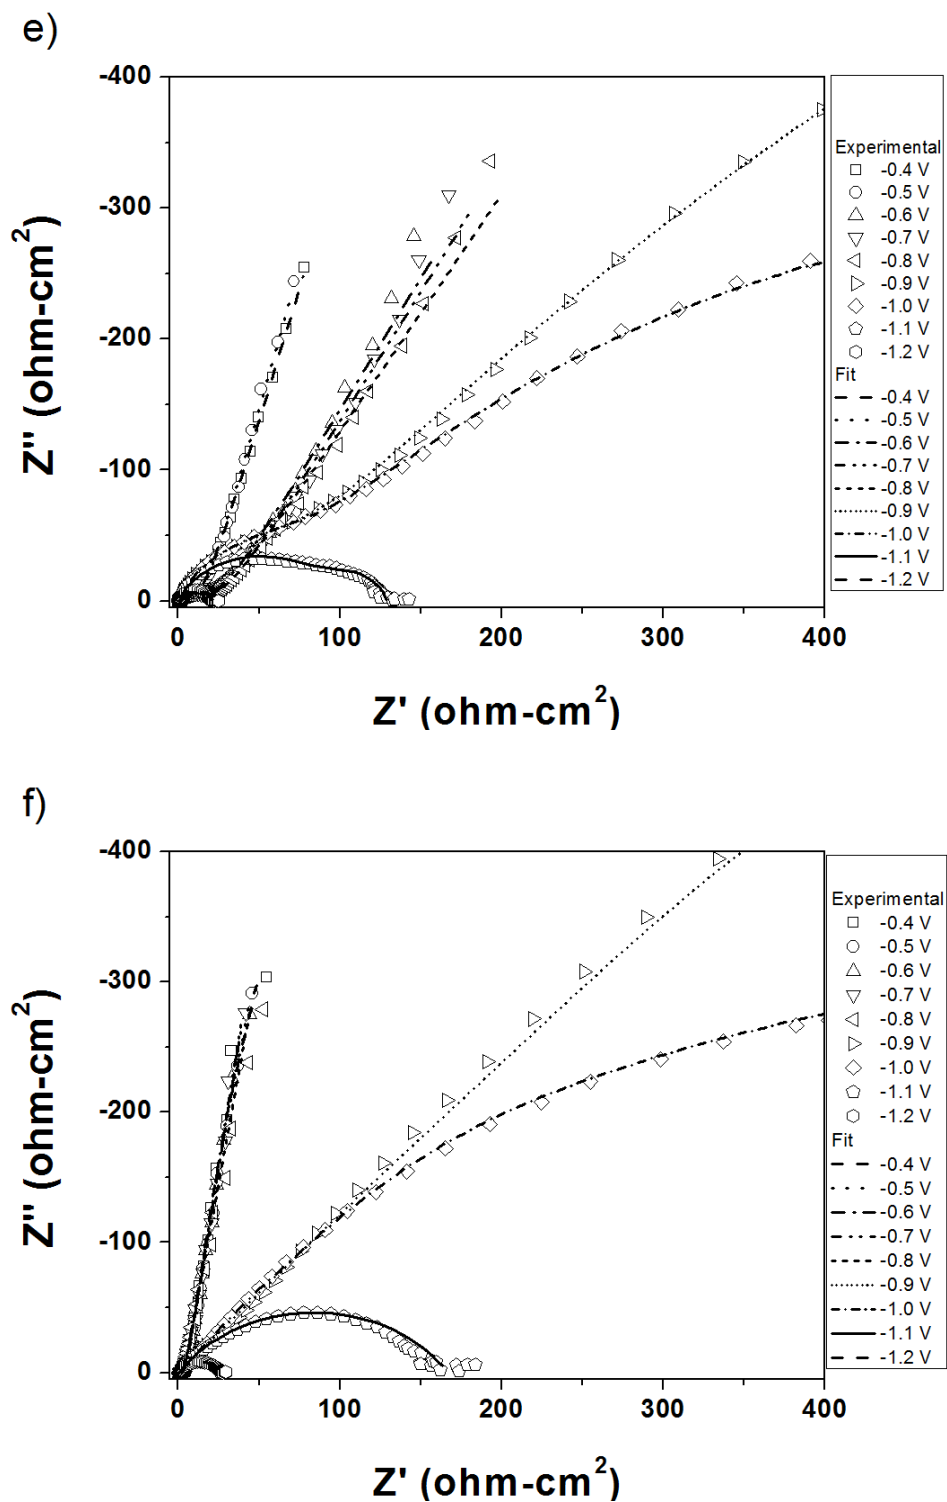 e)
-400
-300
-200
-100
0
Z'' (ohm-cm²)
0 100 200 300 400
Z' (ohm-cm²)
Experimental
-0.4 V
-0.5 V
-0.6 V
-0.7 V
-0.8 V
-0.9 V
-1.0 V
-1.1 V
-1.2 V
Fit
-0.4 V
-0.5 V
-0.6 V
-0.7 V
-0.8 V
-0.9 V
-1.0 V
-1.1 V
-1.2 V
f)
-400
-300
-200
-100
0
Z'' (ohm-cm²)
0 100 200 300 400
Z' (ohm-cm²)
Experimental
-0.4 V
-0.5 V
-0.6 V
-0.7 V
-0.8 V
-0.9 V
-1.0 V
-1.1 V
-1.2 V
Fit
-0.4 V
-0.5 V
-0.6 V
-0.7 V
-0.8 V
-0.9 V
-1.0 V
-1.1 V
-1.2 V